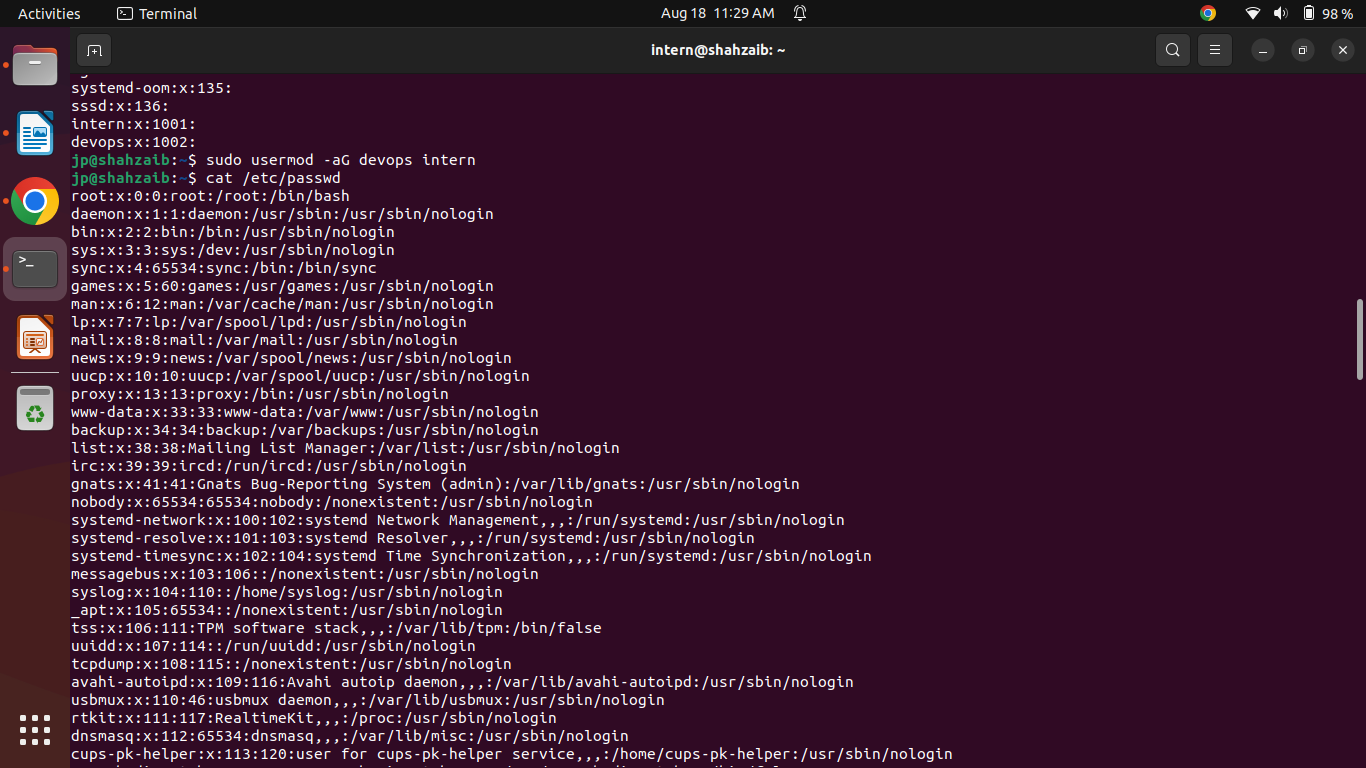 Activities
Terminal
Aug 18 11:29 AM
98 %
intern@shahzaib: ~
systemd-oom:x:135:
sssd:x:136:
intern:x:1001:
devops:x:1002:
jp@shahzaib:~$ sudo usermod -aG devops intern
jp@shahzaib:~$ cat /etc/passwd
root:x:0:0:root:/root:/bin/bash
daemon:x:1:1:daemon:/usr/sbin:/usr/sbin/nologin
bin:x:2:2:bin:/bin:/usr/sbin/nologin
sys:x:3:3:sys:/dev:/usr/sbin/nologin
sync:x:4:65534:sync:/bin:/bin/sync
games:x:5:60:games:/usr/games:/usr/sbin/nologin
man:x:6:12:man:/var/cache/man:/usr/sbin/nologin
lp:x:7:7:lp:/var/spool/lpd:/usr/sbin/nologin
mail:x:8:8:mail:/var/mail:/usr/sbin/nologin
news:x:9:9:news:/var/spool/news:/usr/sbin/nologin
uucp:x:10:10:uucp:/var/spool/uucp:/usr/sbin/nologin
proxy:x:13:13:proxy:/bin:/usr/sbin/nologin
www-data:x:33:33:www-data:/var/www:/usr/sbin/nologin
backup:x:34:34:backup:/var/backups:/usr/sbin/nologin
list:x:38:38:Mailing List Manager:/var/list:/usr/sbin/nologin
irc:x:39:39:ircd:/run/ircd:/usr/sbin/nologin
gnats:x:41:41:Gnats Bug-Reporting System (admin):/var/lib/gnats:/usr/sbin/nologin
nobody:x:65534:65534:nobody:/nonexistent:/usr/sbin/nologin
systemd-network:x:100:102:systemd Network Management,,,:/run/systemd:/usr/sbin/nologin
systemd-resolve:x:101:103:systemd Resolver,,,:/run/systemd:/usr/sbin/nologin
systemd-timesync:x:102:104:systemd Time Synchronization,,,:/run/systemd:/usr/sbin/nologin
messagebus:x:103:106::/nonexistent:/usr/sbin/nologin
syslog:x:104:110::/home/syslog:/usr/sbin/nologin
_apt:x:105:65534::/nonexistent:/usr/sbin/nologin
tss:x:106:111:TPM software stack,,,:/var/lib/tpm:/bin/false
uuidd:x:107:114::/run/uuidd:/usr/sbin/nologin
tcpdump:x:108:115::/nonexistent:/usr/sbin/nologin
avahi-autoipd:x:109:116:Avahi autoip daemon,,,:/var/lib/avahi-autoipd:/usr/sbin/nologin
usbmux:x:110:46:usbmux daemon,,,:/var/lib/usbmux:/usr/sbin/nologin
rtkit:x:111:117:RealtimeKit,,,:/proc:/usr/sbin/nologin
dnsmasq:x:112:65534:dnsmasq,,,:/var/lib/misc:/usr/sbin/nologin
cups-pk-helper:x:113:120:user for cups-pk-helper service,,,:/home/cups-pk-helper:/usr/sbin/nologin